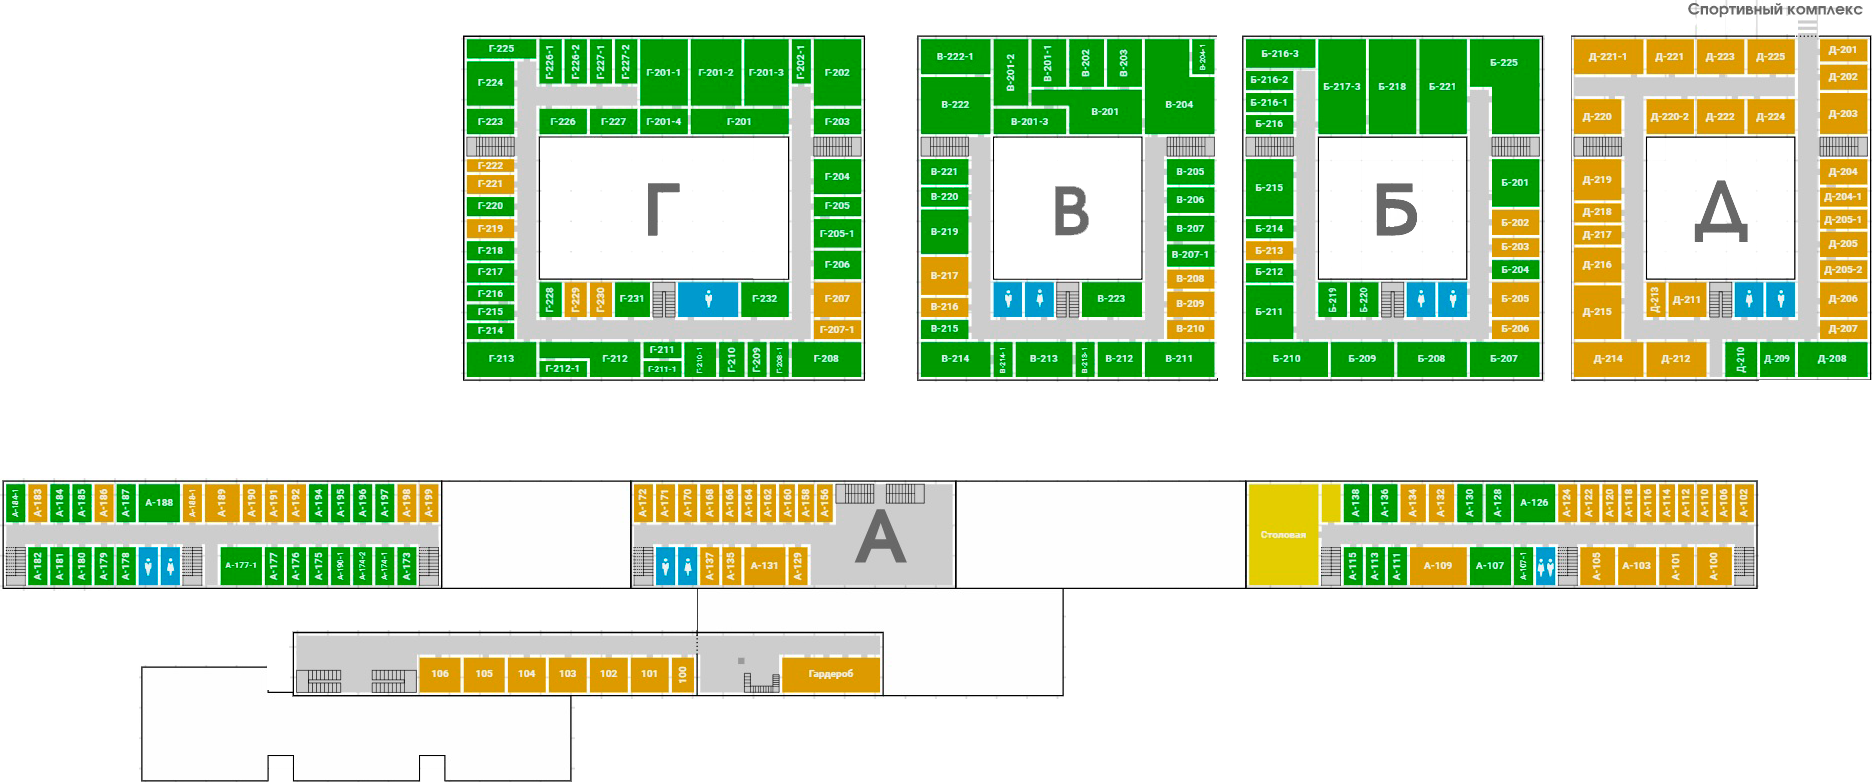 Спортивный комплекс
Г-225
Г-226-1
Г-226-2
Г-227-1
Г-227-2
Г-201-1
Г-201-2
Г-201-3
Г-202-1
Г-202
Г-224
Г-223
Г-226
Г-227
Г-201-4
Г-201
Г-203
Г-222
Г-221
Г-220
Г-219
Г-218
Г-217
Г-216
Г-215
Г-214
Г
Г-204
Г-205
Г-205-1
Г-206
Г-207
Г-207-1
Г-228
Г-229
Г-230
Г-231
Г-232
Г-213
Г-212-1
Г-212
Г-211
Г-211-1
Г-210-1
Г-210
Г-209
Г-208-1
Г-208
В-222-1
В-201-2
В-201-1
В-202
В-203
В-204-1
В-204
В-222
В-201
В-201-3
В-221
В-220
В-219
В-217
В-216
В-215
В
В-205
В-206
В-207
В-207-1
В-208
В-209
В-210
В-223
В-214
В-214-1
В-213
В-213-1
В-212
В-211
Б-216-3
Б-216-2
Б-216-1
Б-216
Б-217-3
Б-218
Б-221
Б-225
Б-215
Б-214
Б-213
Б-212
Б-211
Б
Б-201
Б-202
Б-203
Б-204
Б-205
Б-206
Б-219
Б-220
Б-210
Б-209
Б-208
Б-207
Д-221-1
Д-221
Д-223
Д-225
Д-201
Д-202
Д-203
Д-220
Д-220-2
Д-222
Д-224
Д-219
Д-218
Д-217
Д-216
Д-215
Д
Д-204
Д-204-1
Д-205-1
Д-205
Д-205-2
Д-206
Д-207
Д-213
Д-211
Д-214
Д-212
Д-210
Д-209
Д-208
А-184-1
А-183
А-184
А-185
А-186
А-187
А-188
А-188-1
А-189
А-190
А-191
А-192
А-194
А-195
А-196
А-197
А-198
А-199
А-182
А-181
А-180
А-179
А-178
А-177-1
А-177
А-176
А-175
А-190-1
А-174-2
А-174-1
А-173
А-172
А-171
А-170
А-168
А-166
А-164
А-162
А-160
А-158
А-156
А
А-137
А-135
А-131
А-129
Столовая
А-138
А-136
А-134
А-132
А-130
А-128
А-126
А-124
А-122
А-120
А-118
А-116
А-114
А-112
А-110
А-106
А-102
А-115
А-113
А-111
А-109
А-107
А-107-1
А-105
А-103
А-101
А-100
106
105
104
103
102
101
100
Гардероб